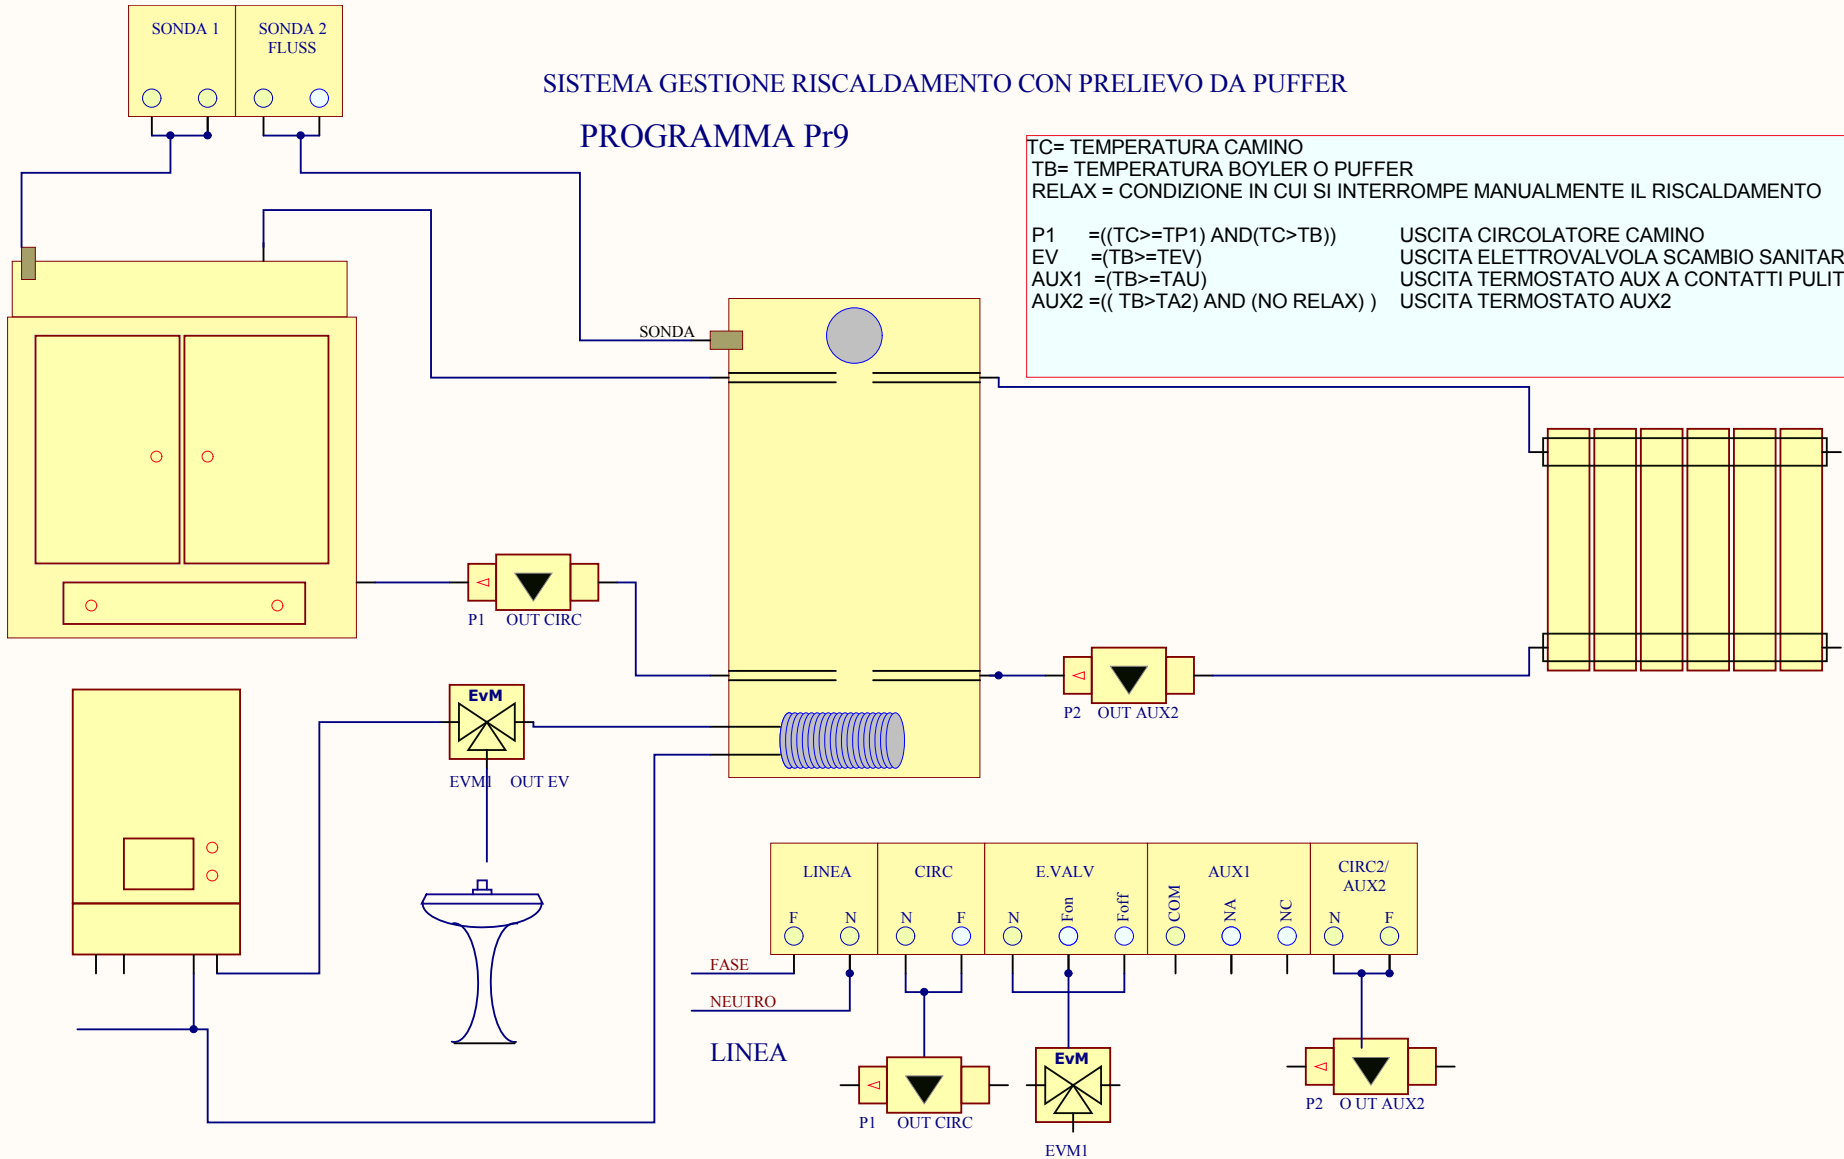 SONDA 1
SONDA 2
FLUSS
SISTEMA GESTIONE RISCALDAMENTO CON PRELIEVO DA PUFFER
PROGRAMMA Pr9
TC= TEMPERATURA CAMINO
TB= TEMPERATURA BOYLER O PUFFER
RELAX = CONDIZIONE IN CUI SI INTERROMPE MANUALMENTE IL RISCALDAMENTO
P1 =((TC>=TP1) AND(TC>TB)) USCITA CIRCOLATORE CAMINO
EV =(TB>=TEV) USCITA ELETTROVALVOLA SCAMBIO SANITAR
AUX1 =(TB>=TAU) USCITA TERMOSTATO AUX A CONTATTI PULIT
AUX2 =(( TB>TA2) AND (NO RELAX) ) USCITA TERMOSTATO AUX2
SONDA
P1 OUT CIRC
EvM
EVM1 OUT EV
P2 OUT AUX2
LINEA CIRC E.VALV AUX1 CIRC2/
AUX2
F N N F N Fon Foff COM NA NC N F
FASE
NEUTRO
LINEA
P1 OUT CIRC
EvM
EVM1
P2 O UT AUX2